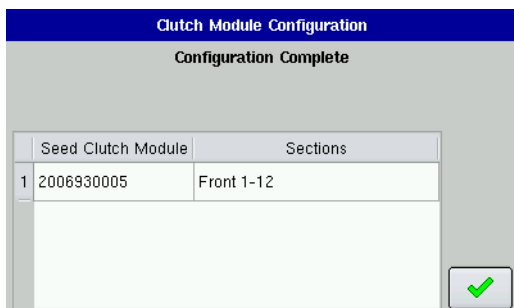 Clutch Module Configuration
Configuration Complete
Seed Clutch Module Sections
1 2006930005 Front 1-12